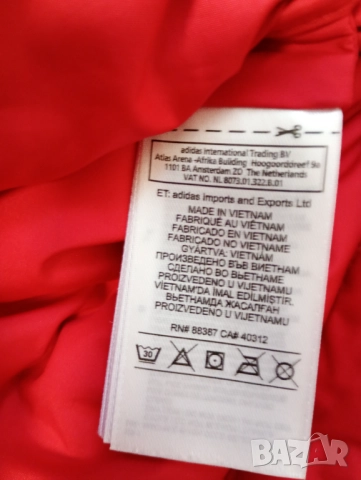 adidas International Trading BV
Atlas Arena -Afrika Building Hoogoorddreef 9a
1101 BA Amsterdam ZO The Netherlands
VAT NO. NL 8073.01.322.B.01
ET: adidas Imports and Exports Ltd
MADE IN VIETNAM
FABRIQUÉ AU VIÊTNAM
FABRICADO EN VIETNAM
FABRICADO NO VIETNAME
GYÁRTVA: VIETNAM
ПРОИЗВЕДЕНО ВЪВ ВИЕТНАМ
СДЕЛАНО ВО ВЬЕТНАМЕ
PROIZVEDENO U VIJETNAMU
VIETNAM'DA İMAL EDİLMİŞTİR.
ВЬЕТНАМДА ЖАСАЛҒАН
PROIZVEDENO U VIJETNAMU
RN# 88387 CA# 40312
30
BAZAR